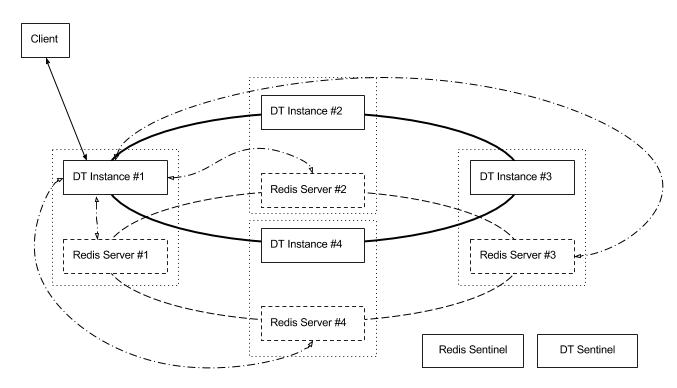 Client
DT Instance #2
DT Instance #1
Redis Server #2
DT Instance #3
DT Instance #4
Redis Server #1
Redis Server #3
Redis Server #4
Redis Sentinel
DT Sentinel